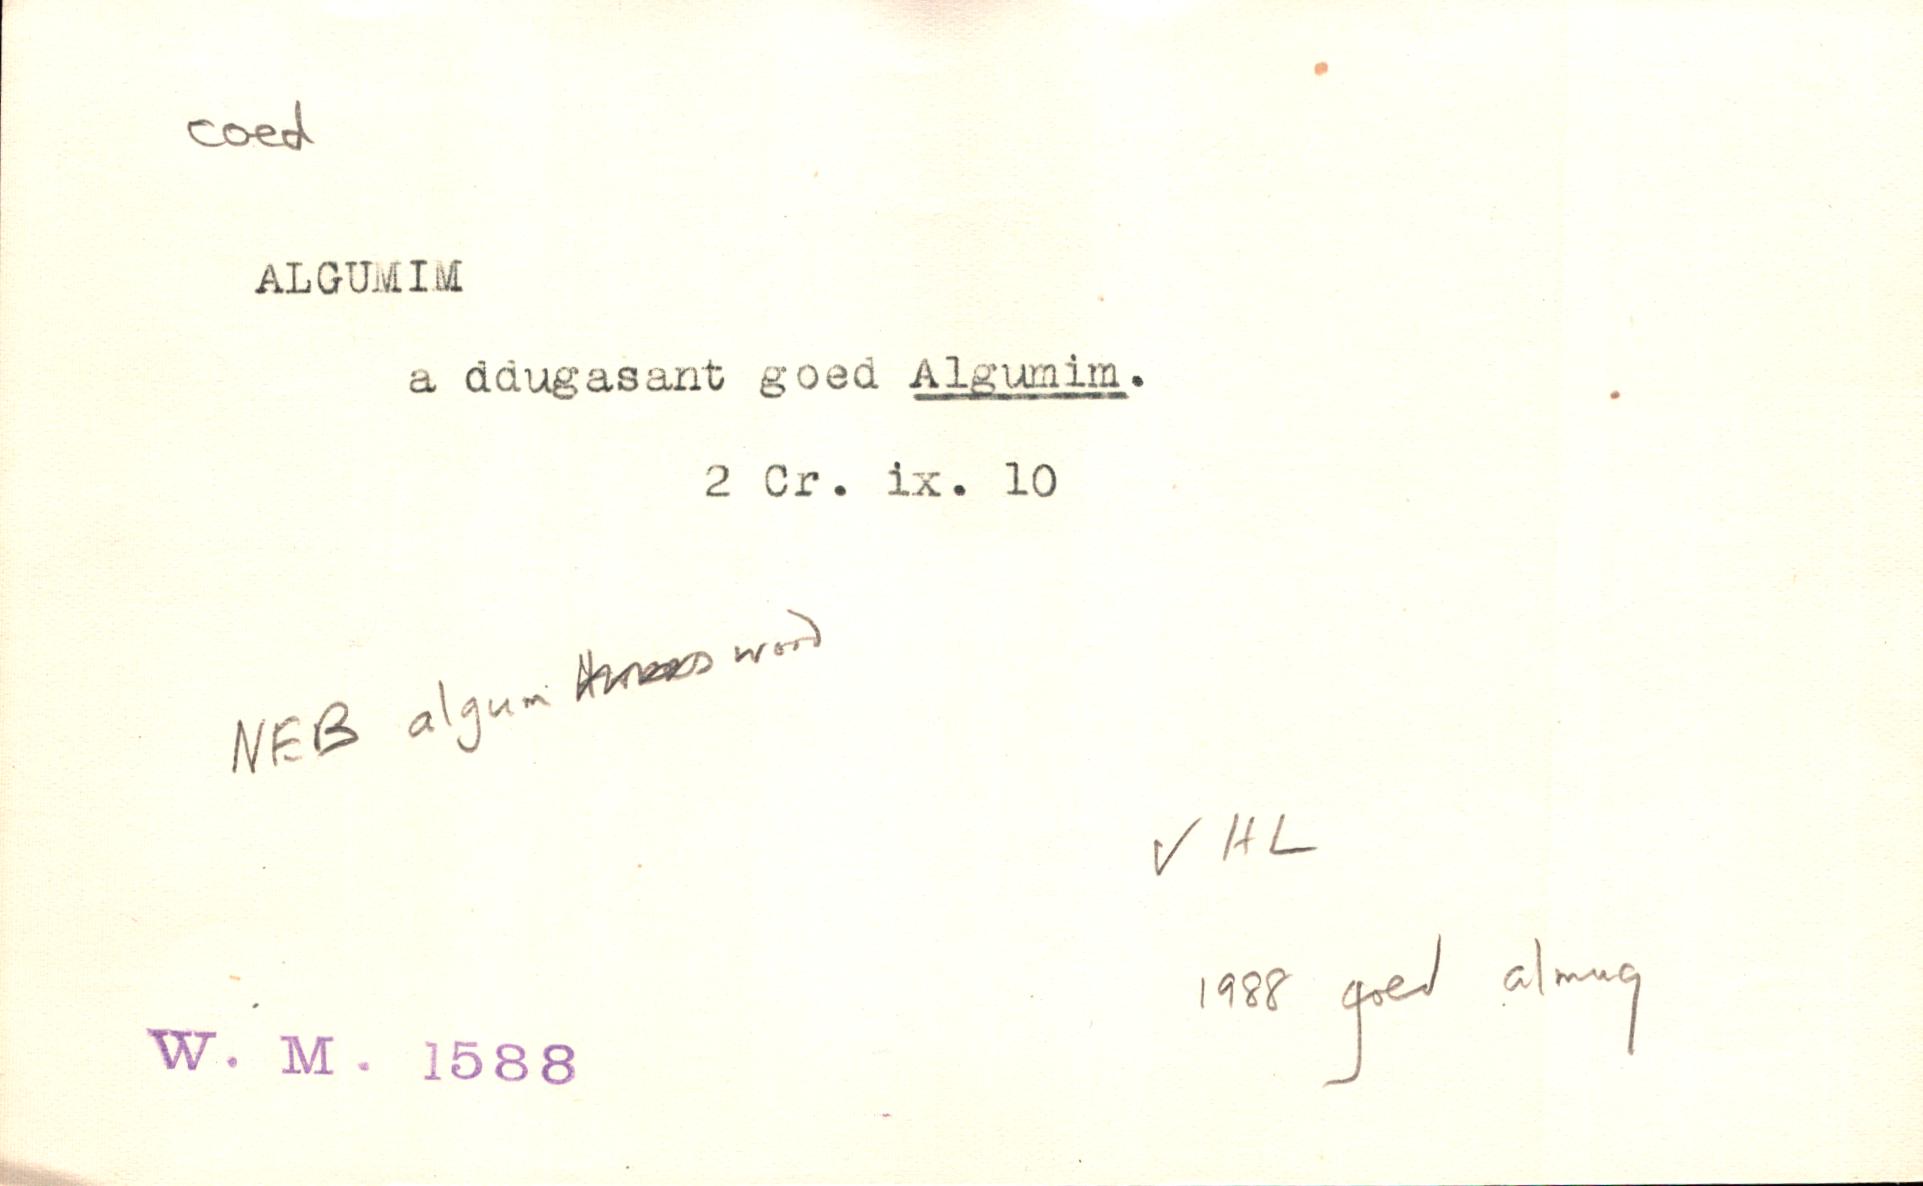 coed
ALGUMIM
a ddugasant goed Algumim.
2 Cr. ix. 10
NEB algum wood
✓ HL
1988 goed almug
W. M. 1588